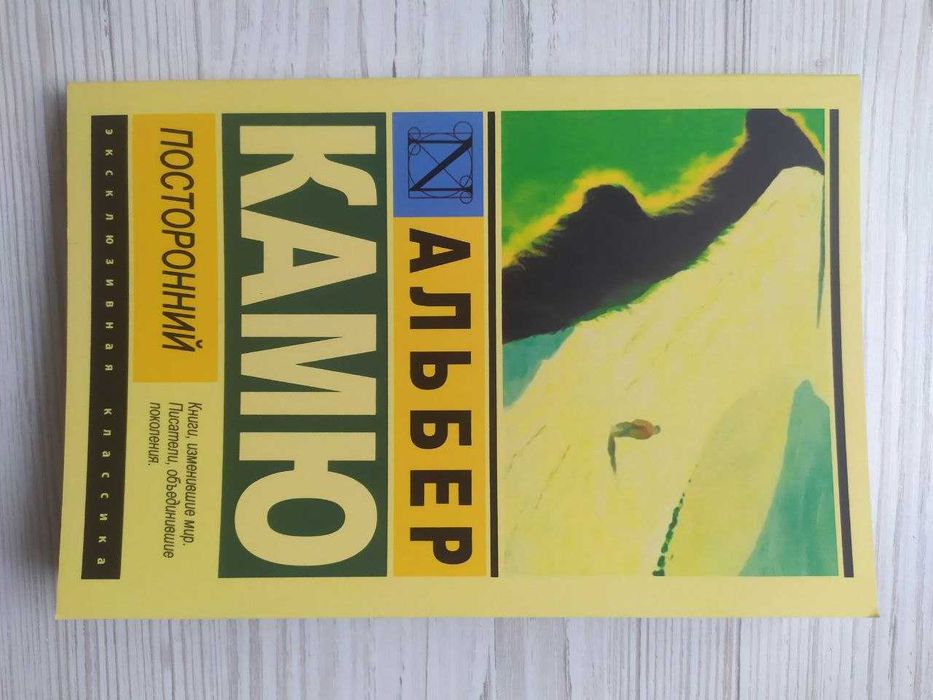 N
АЛЬБЕР
КАМЮ
ПОСТОРОННИЙ
Книги, изменившие мир.
Писатели, объединившие
поколения.
ЭКСКЛЮЗИВНАЯ КЛАССИКА